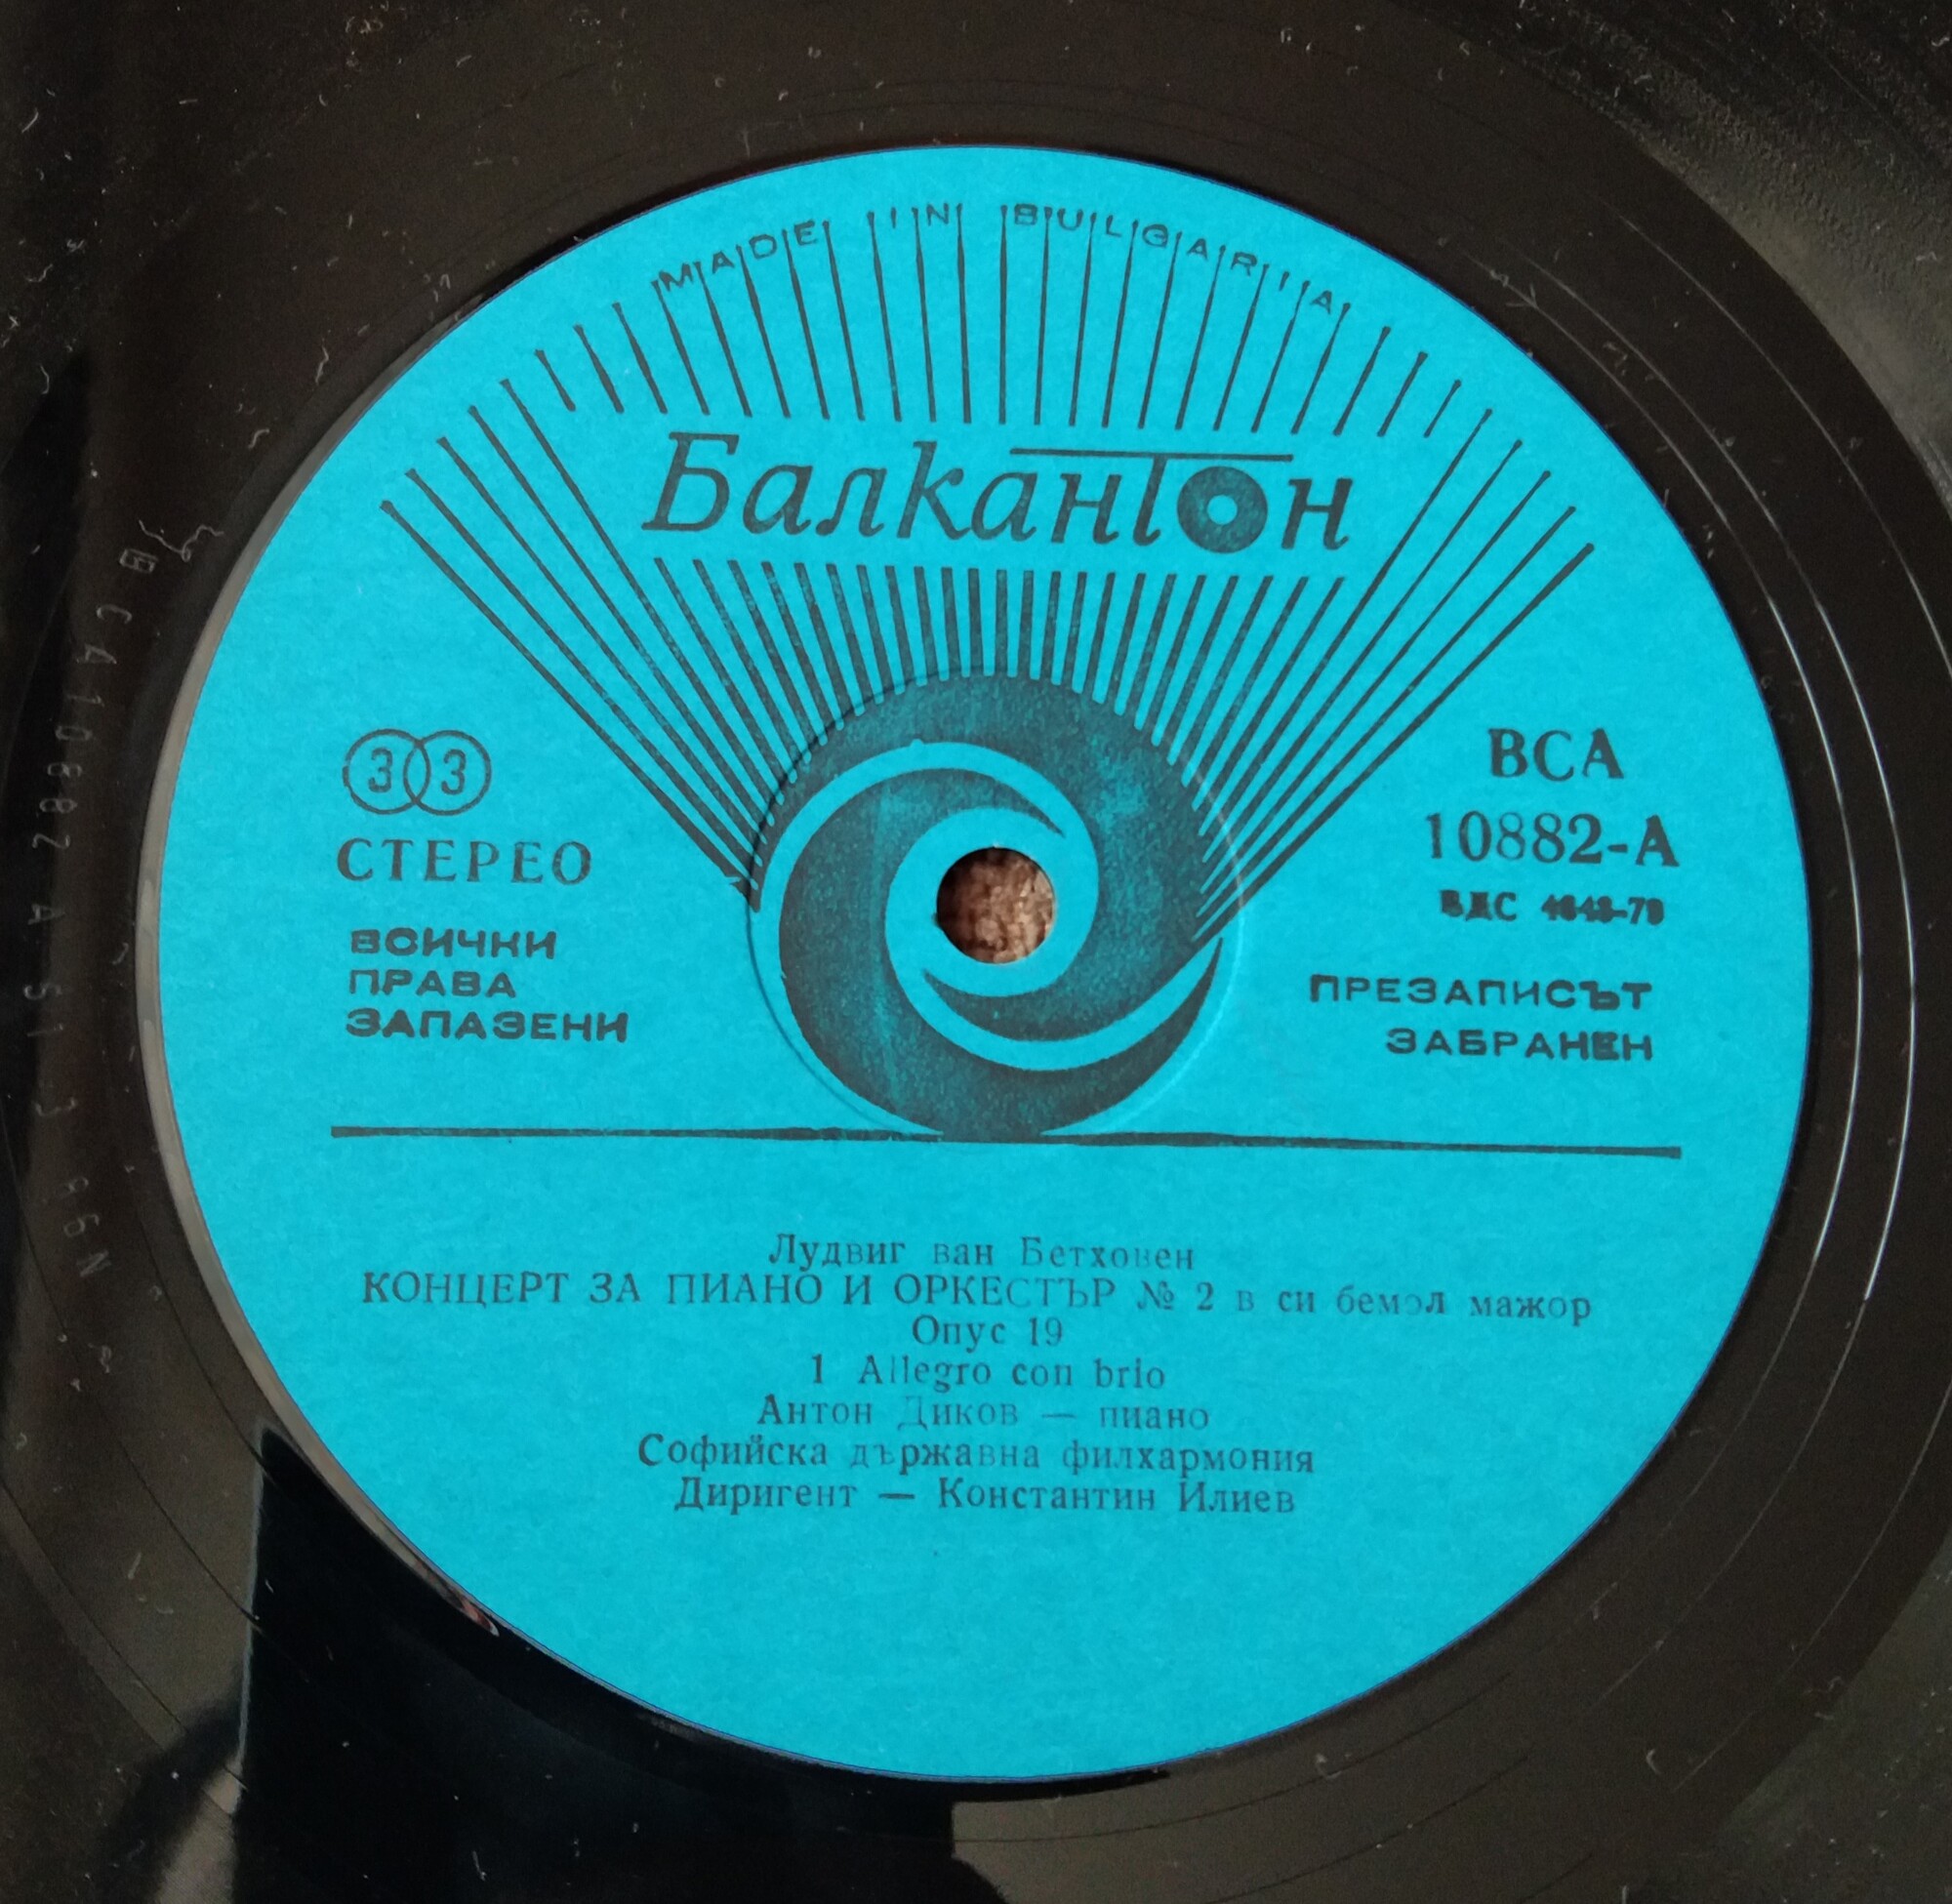 MADE IN BULGARIA
Балкантон
33
СТЕРЕО
ВСИЧКИ
ПРАВА
ЗАПАЗЕНИ
ВСА
10882-А
ВДС
ПРЕЗАПИСЪТ
ЗАБРАНЕН
Лудвиг ван Бетховен
КОНЦЕРТ ЗА ПИАНО И ОРКЕСТЪР № 2 в си бемол мажор
Опус 19
1 Allegro con brio
Антон Диков — пиано
Софийска държавна филхармония
Диригент — Константин Илиев